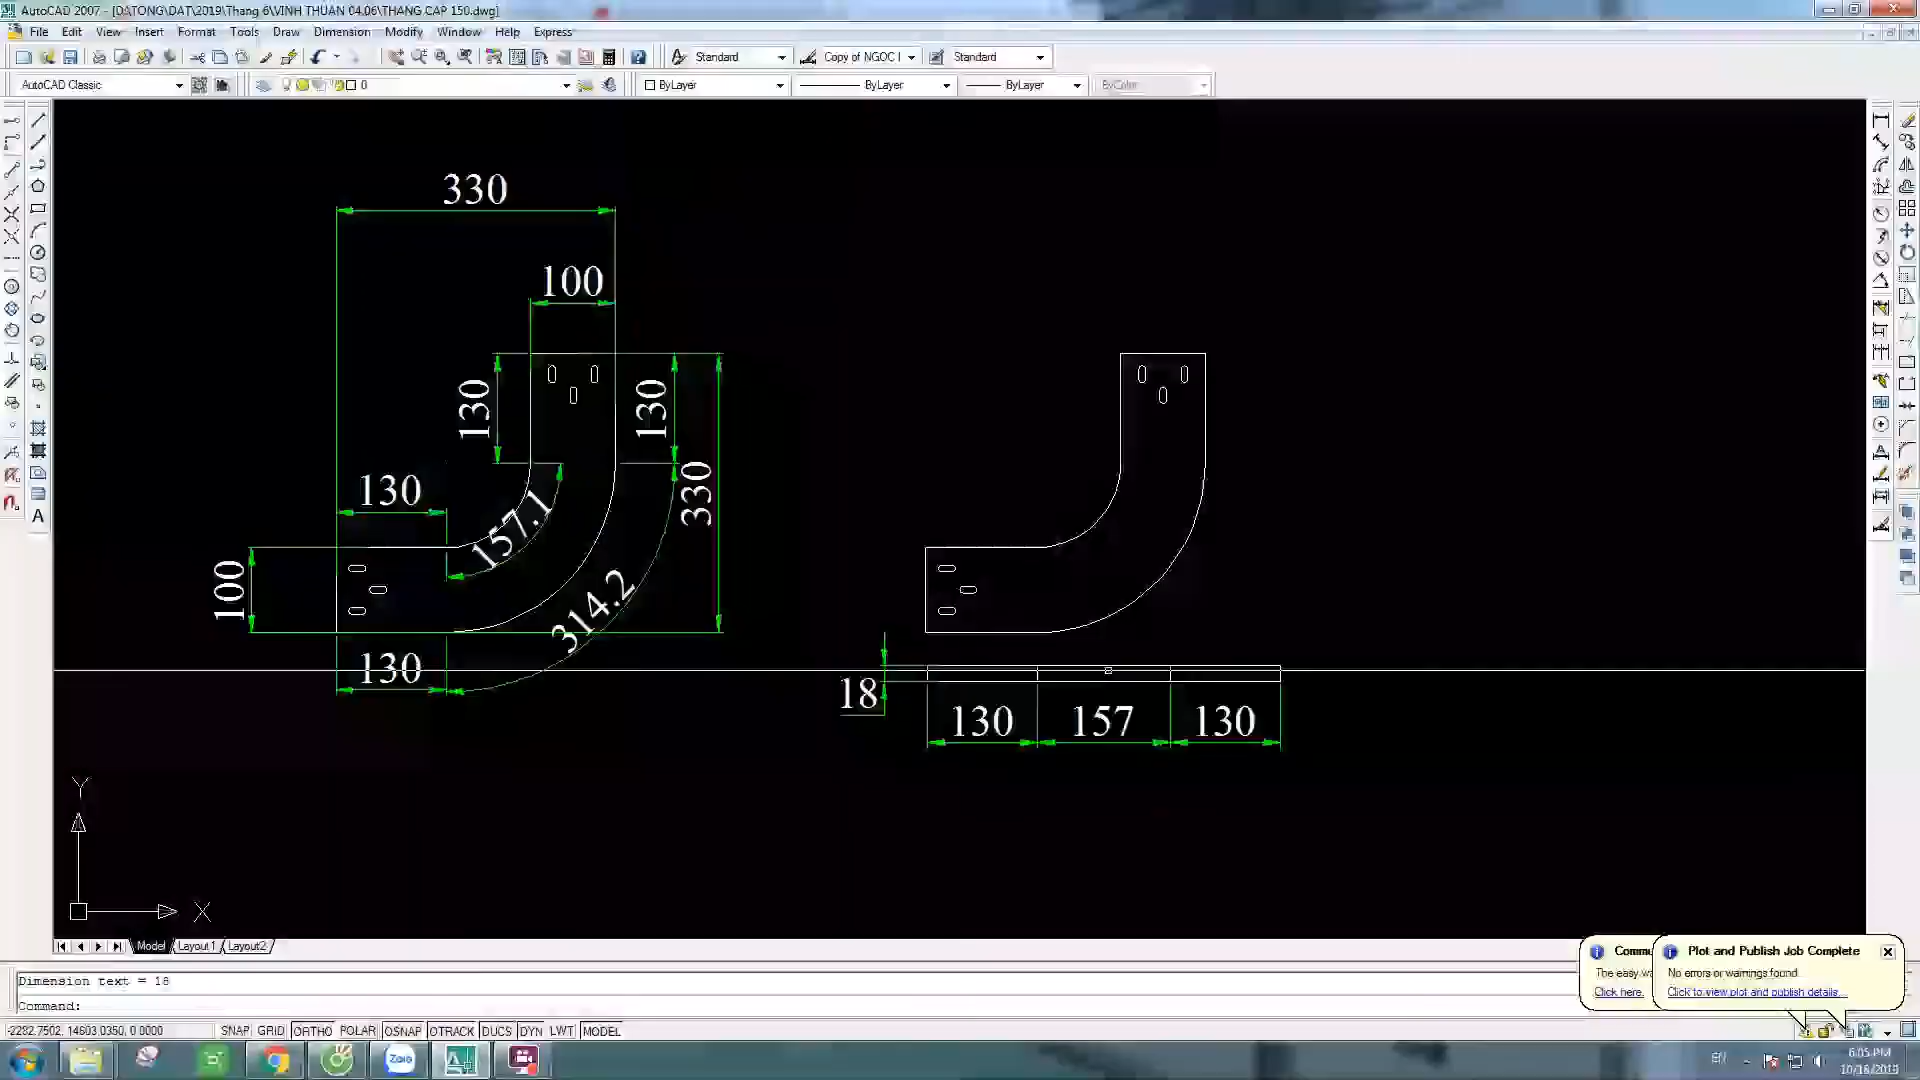 AutoCAD 2007 - [D:\TONG\DAT\2019\Thang 6\VINH THUAN 04.06\THANG CAP 150.dwg]
File Edit View Insert Format Tools Draw Dimension Modify Window Help Express
Standard Copy of NGOC I Standard
AutoCAD Classic 0 ByLayer ByLayer ByLayer ByColor
330
100
130
130
330
130
157.1
100
314.2
130
18
130 157 130
Y
X
Model Layout1 Layout2
Dimension text = 18
Command:
Commu
The easy wa
Click here.
Plot and Publish Job Complete
No errors or warnings found
Click to view plot and publish details...
-2282.7502, 14603.0350, 0.0000 SNAP GRID ORTHO POLAR OSNAP OTRACK DUCS DYN LWT MODEL
Zalo
EN
6:05 PM